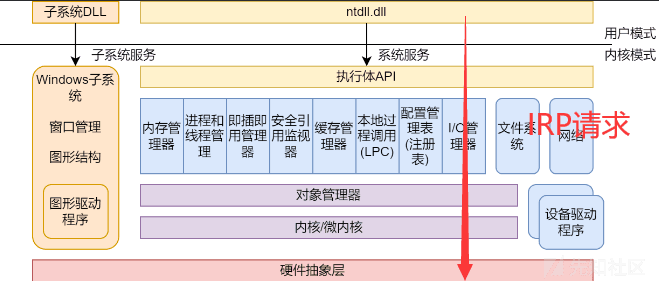 子系统DLL
ntdll.dll
用户模式
子系统服务
系统服务
内核模式
Windows子系
统
窗口管理
图形结构
图形驱动
程序
执行体API
内存管
理器
进程和
线程管
理
即插即
用管理
器
安全引
用监视
器
缓存管
理器
本地过
程调用
(LPC)
配置管
理表
(注册
表)
I/O管
理器
文件系
统
网络
IRP请求
对象管理器
内核/微内核
设备驱动
程序
硬件抽象层